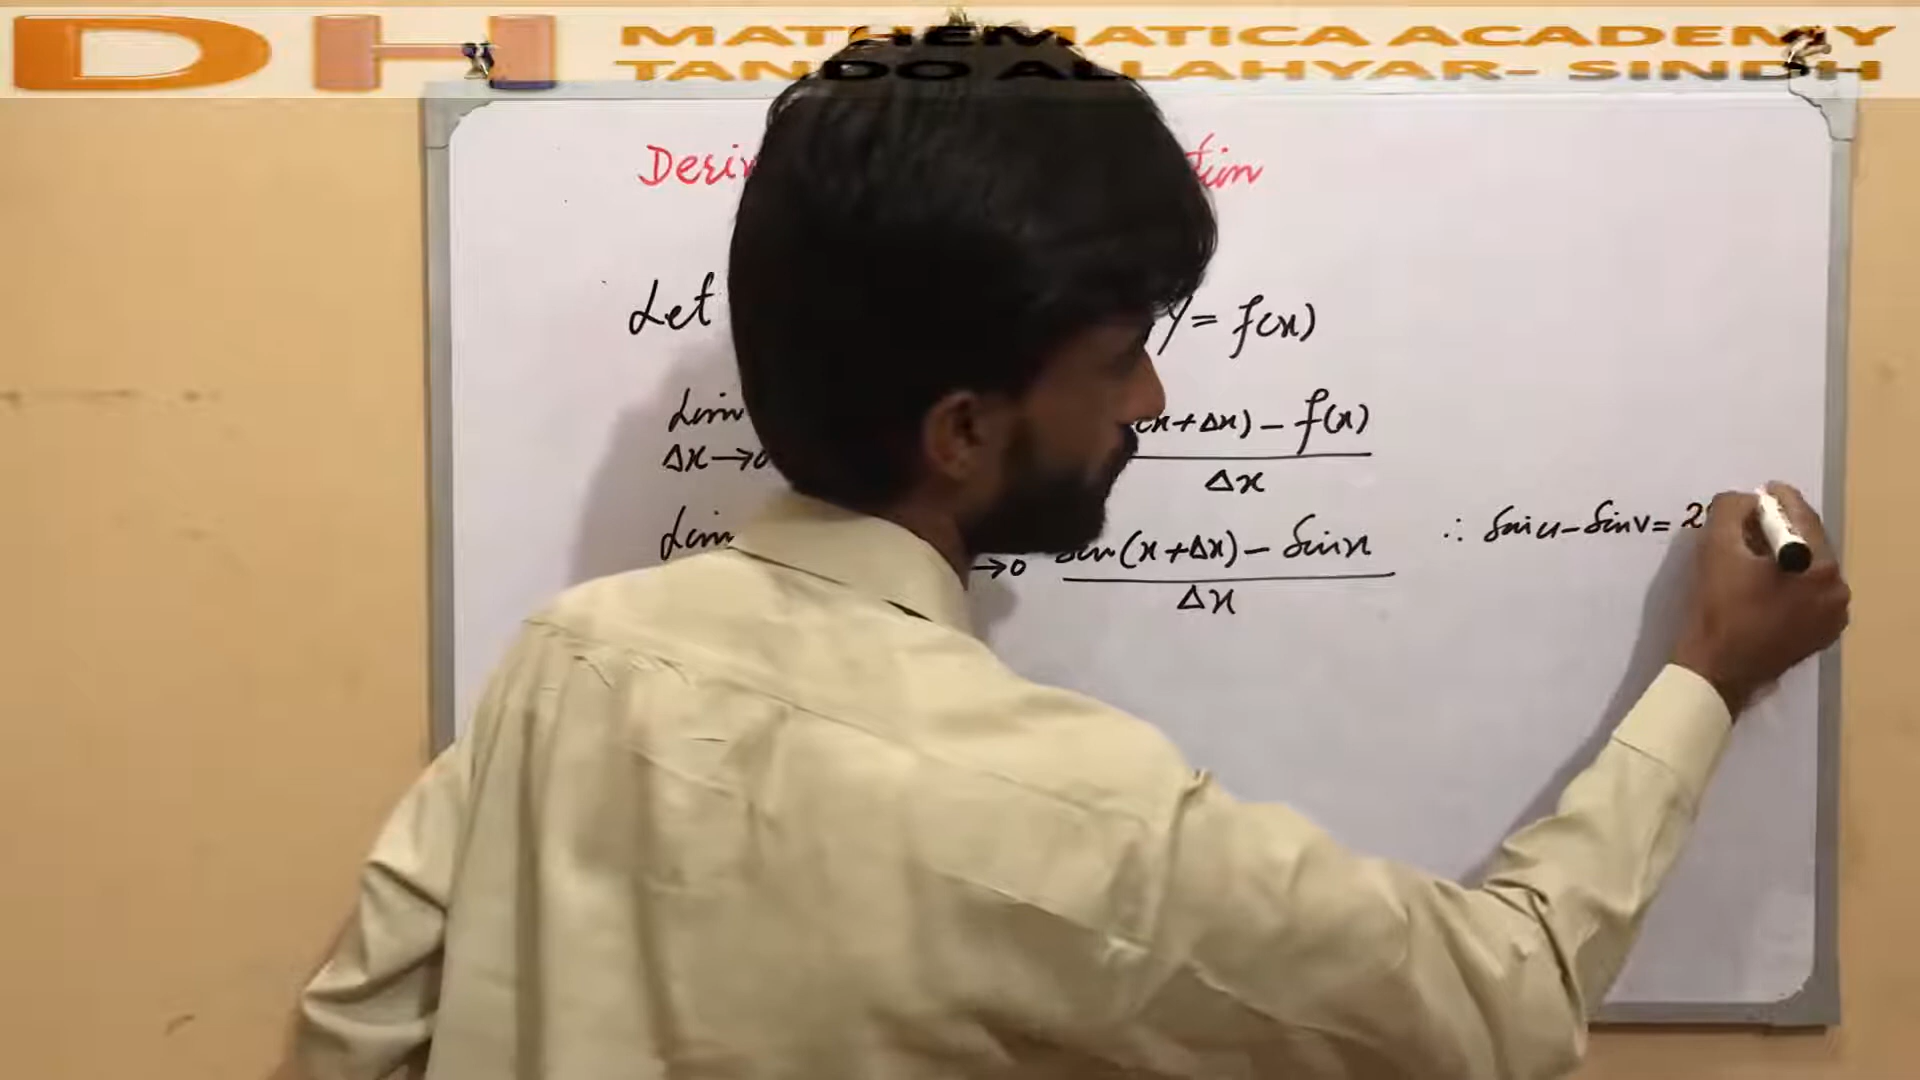 DH MATHEMATICA ACADEMY
TANDO ALLAHYAR- SINDH
Let y = f(x)
Lim (x+Δx) - f(x)
Δx→0 Δx
Lim →0 Sin(x+Δx) - Sinx ∴ Sinu - Sinv = 2
Δx